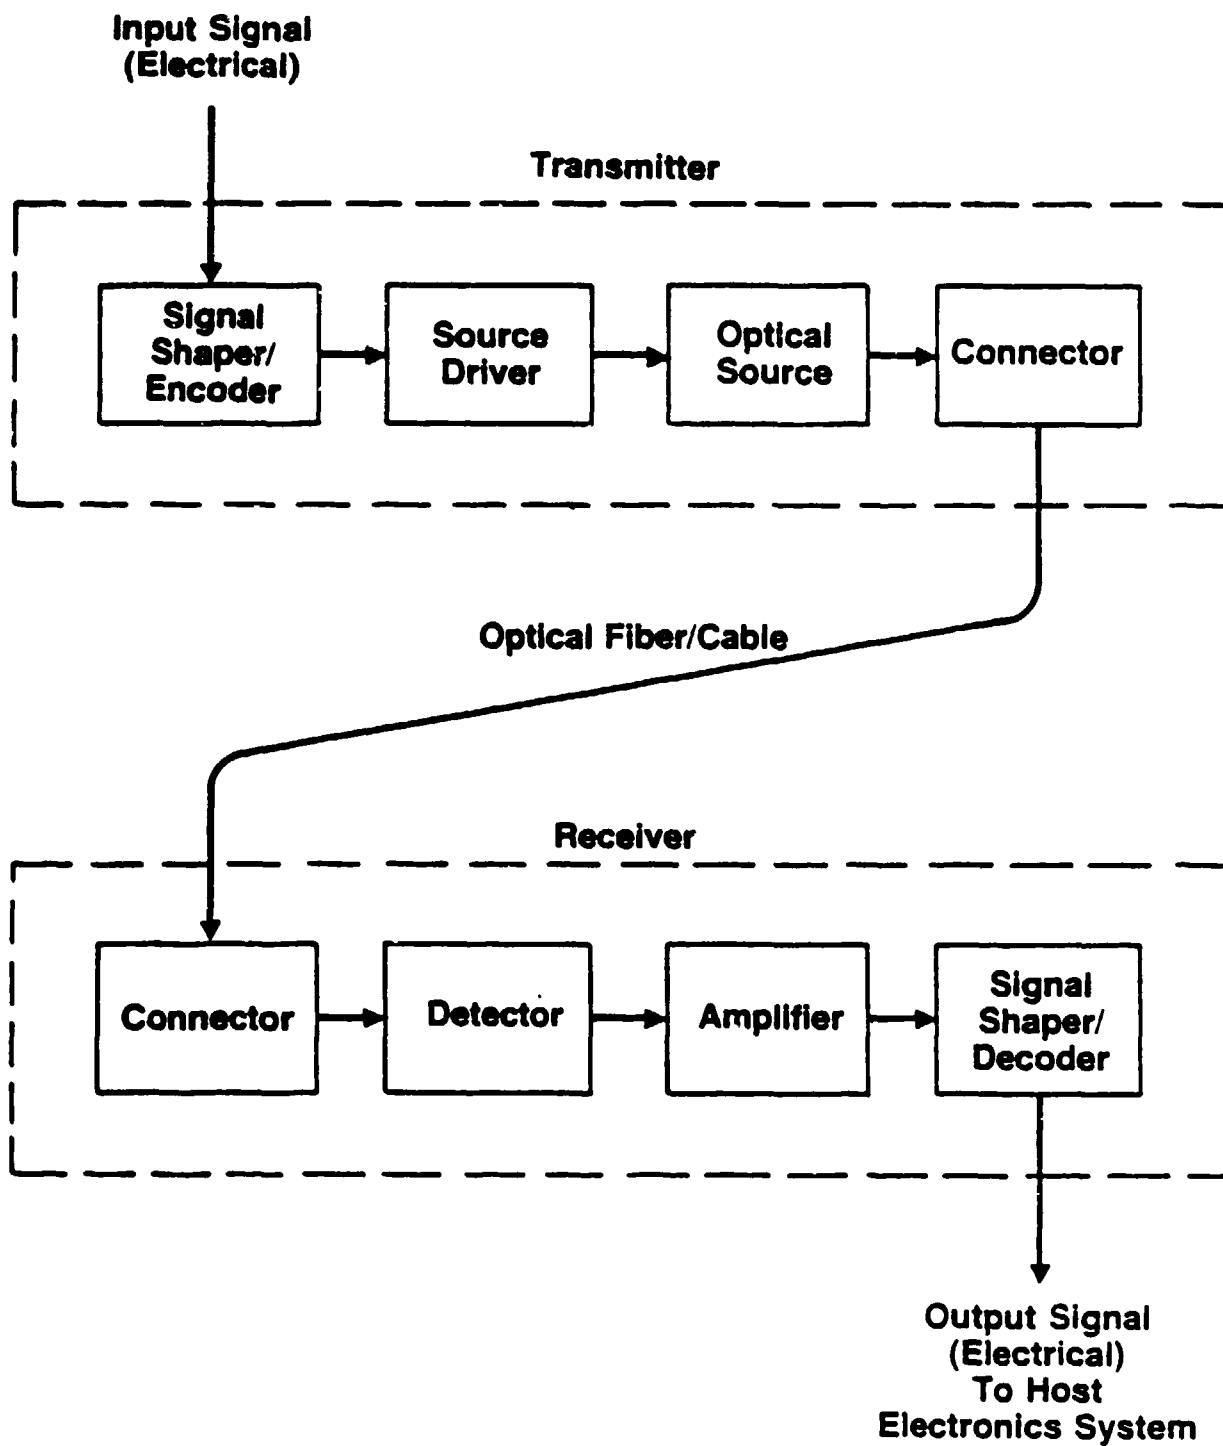 Input Signal
(Electrical)
Transmitter
Signal
Shaper/
Encoder
Source
Driver
Optical
Source
Connector
Optical Fiber/Cable
Receiver
Connector
Detector
Amplifier
Signal
Shaper/
Decoder
Output Signal
(Electrical)
To Host
Electronics System